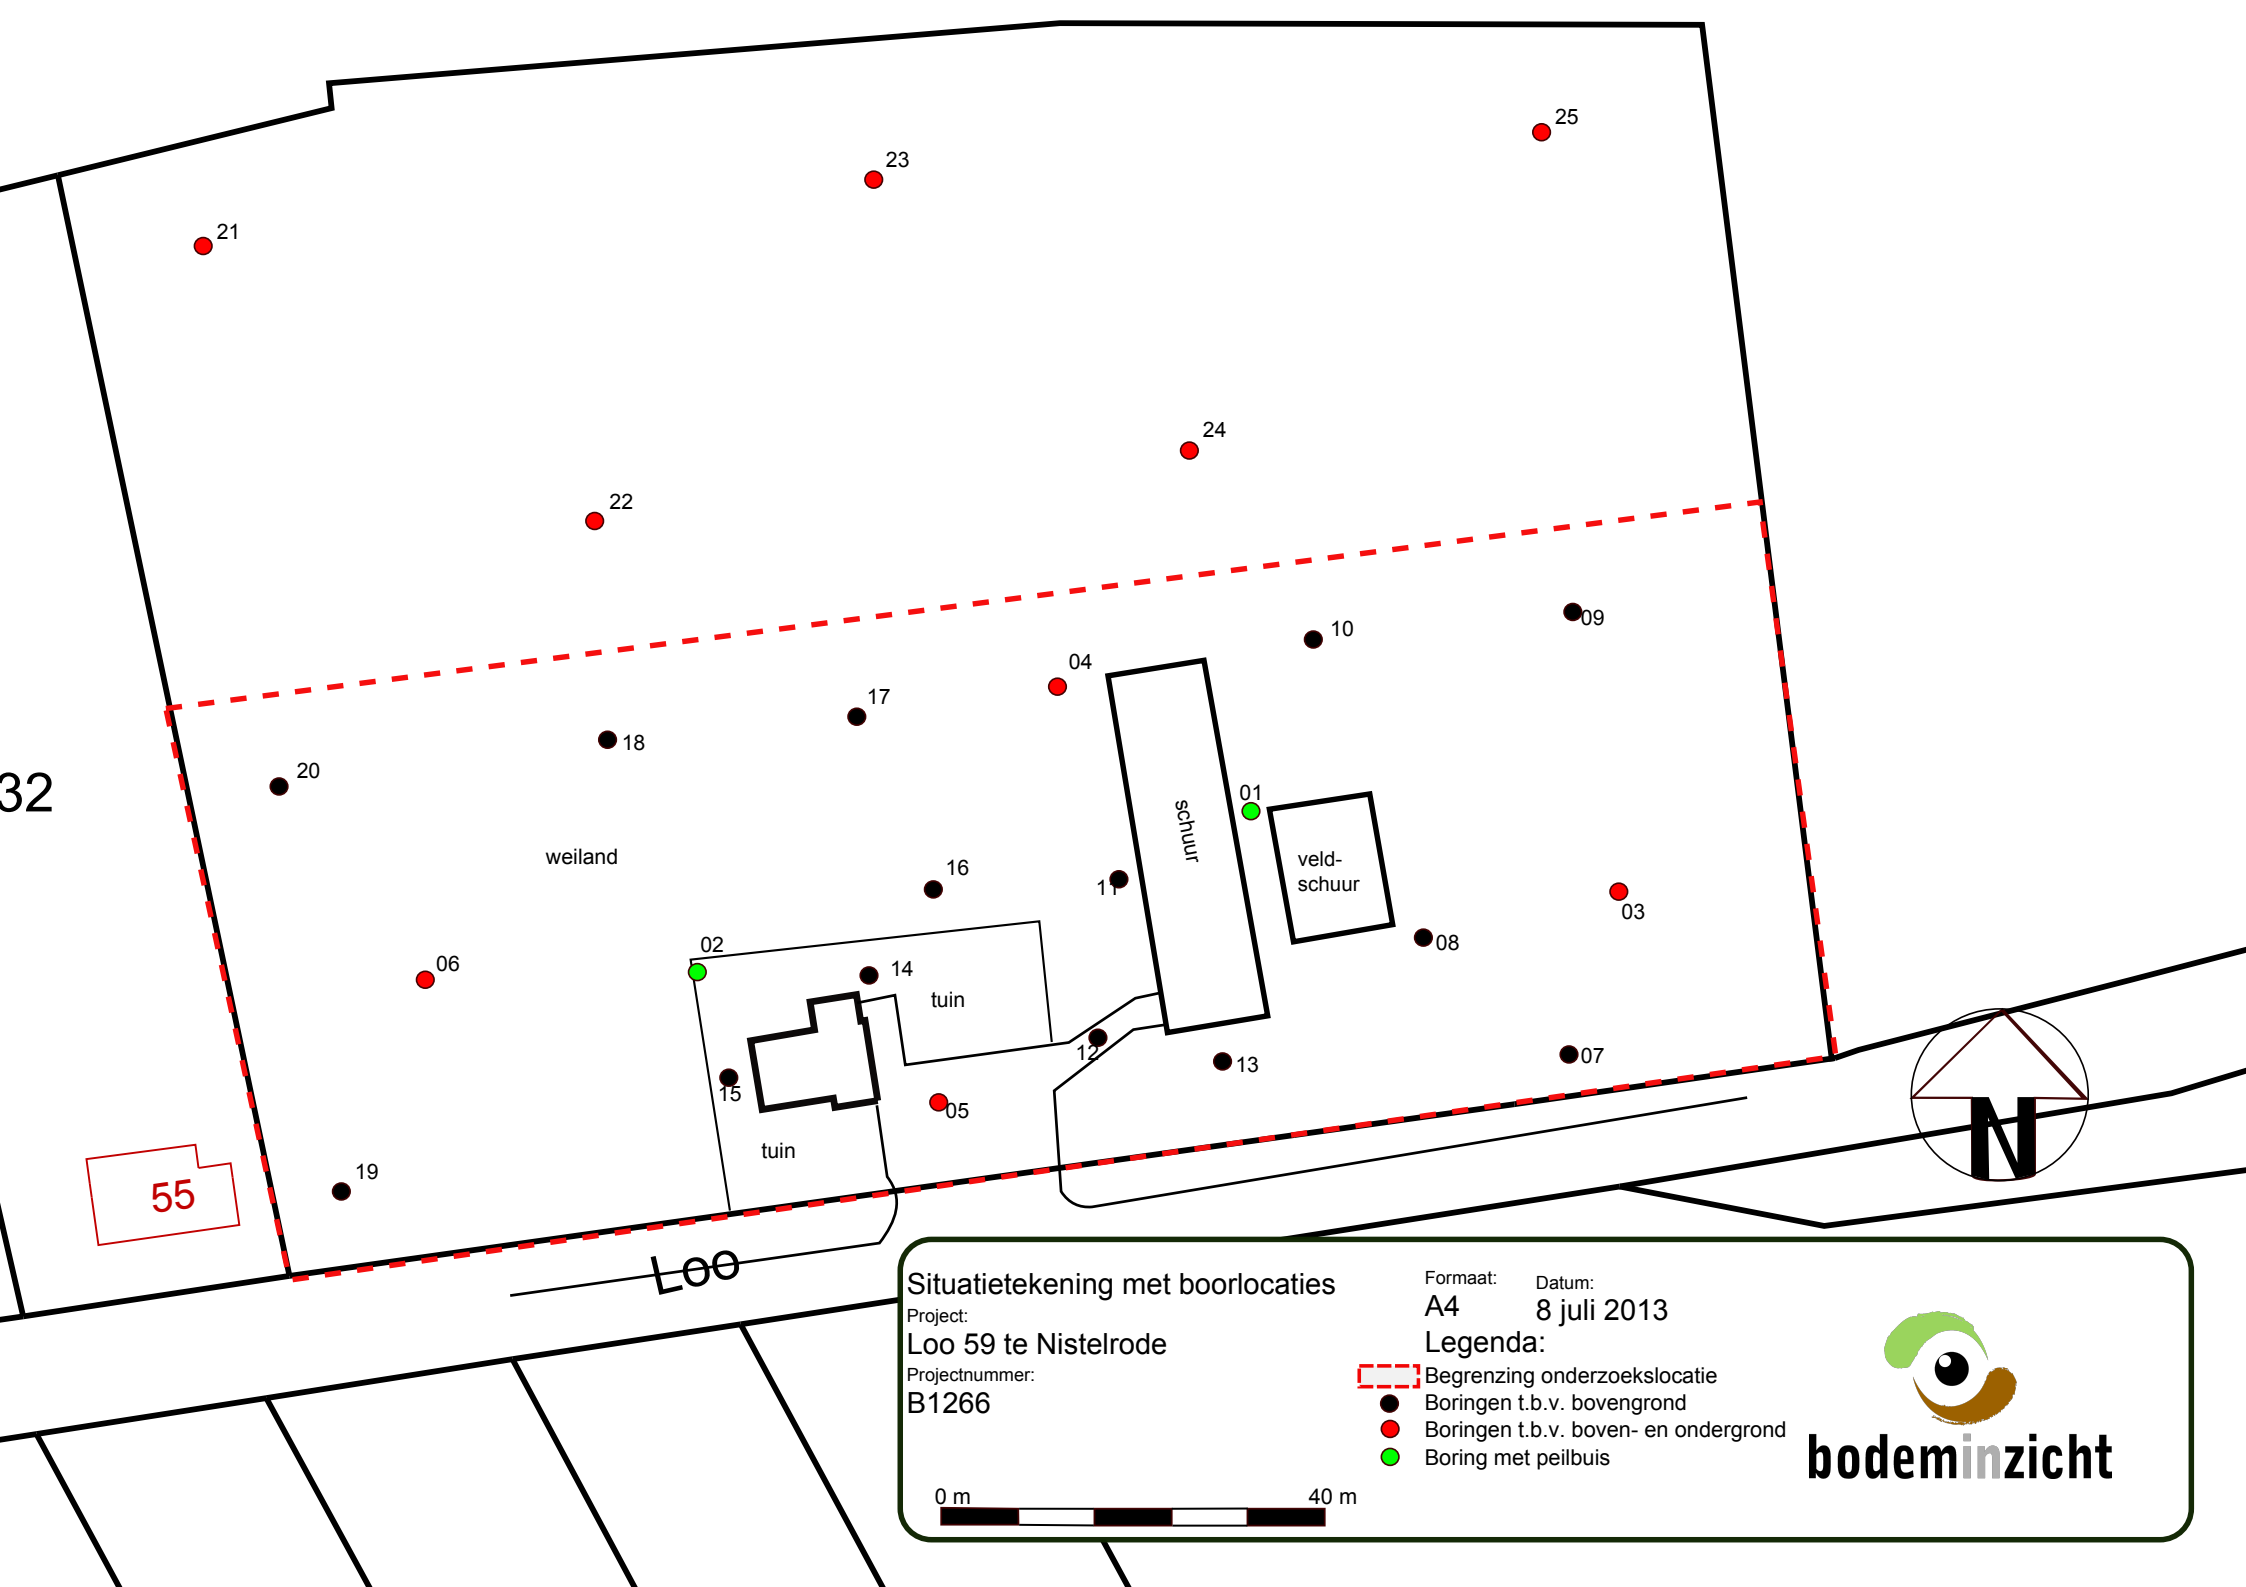 25
23
21
24
22
09
10
04
17
18
20
32
01
schuur
weiland
veld-
schuur
16
11
03
02
08
06
14
tuin
12
13
07
15
05
tuin
19
55
N
Loo
Situatietekening met boorlocaties
Project:
Loo 59 te Nistelrode
Projectnummer:
B1266
0 m
40 m
Formaat:
A4
Datum:
8 juli 2013
Legenda:
Begrenzing onderzoekslocatie
Boringen t.b.v. bovengrond
Boringen t.b.v. boven- en ondergrond
Boring met peilbuis
bodeminzicht